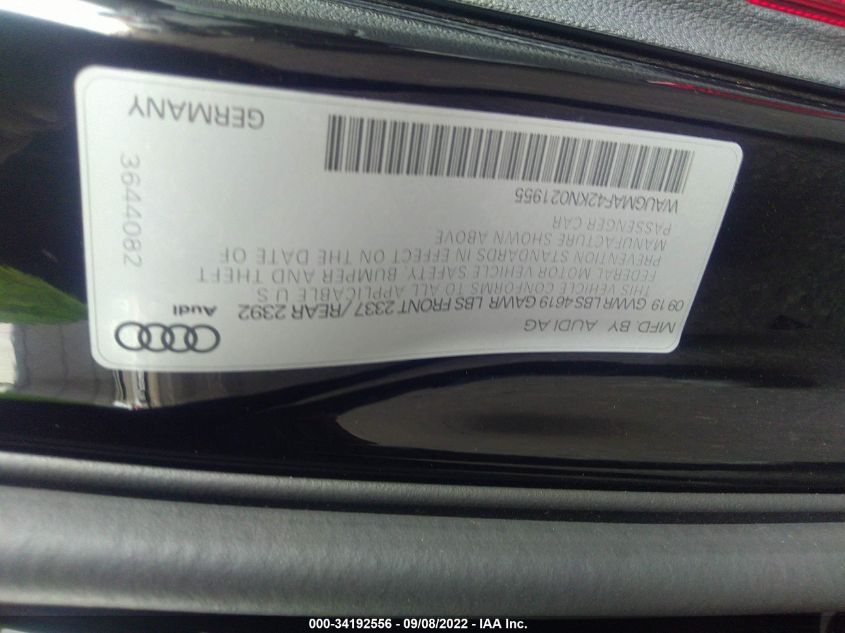 MFD. BY AUDI AG
0919 GVWR LBS 4619 GAWR LBS FRONT 2337 / REAR 2392
THIS VEHICLE CONFORMS TO ALL APPLICABLE U.S
FEDERAL MOTOR VEHICLE SAFETY, BUMPER AND THEFT
PREVENTION STANDARDS IN EFFECT ON THE DATE OF
MANUFACTURE SHOWN ABOVE
PASSENGER CAR
WAUGMAF42KN021955
Audi
3644082
GERMANY
000-34192556 - 09/08/2022 - IAA Inc.